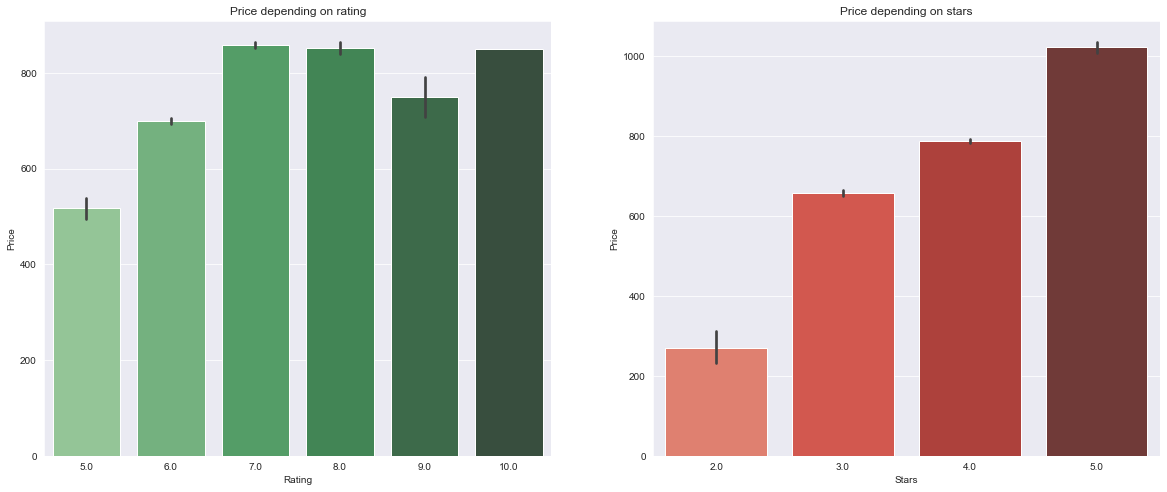 Price depending on rating
800
600
400
200
0
Price
5.0 6.0 7.0 8.0 9.0 10.0
Rating
Price depending on stars
1000
800
600
400
200
0
Price
2.0 3.0 4.0 5.0
Stars